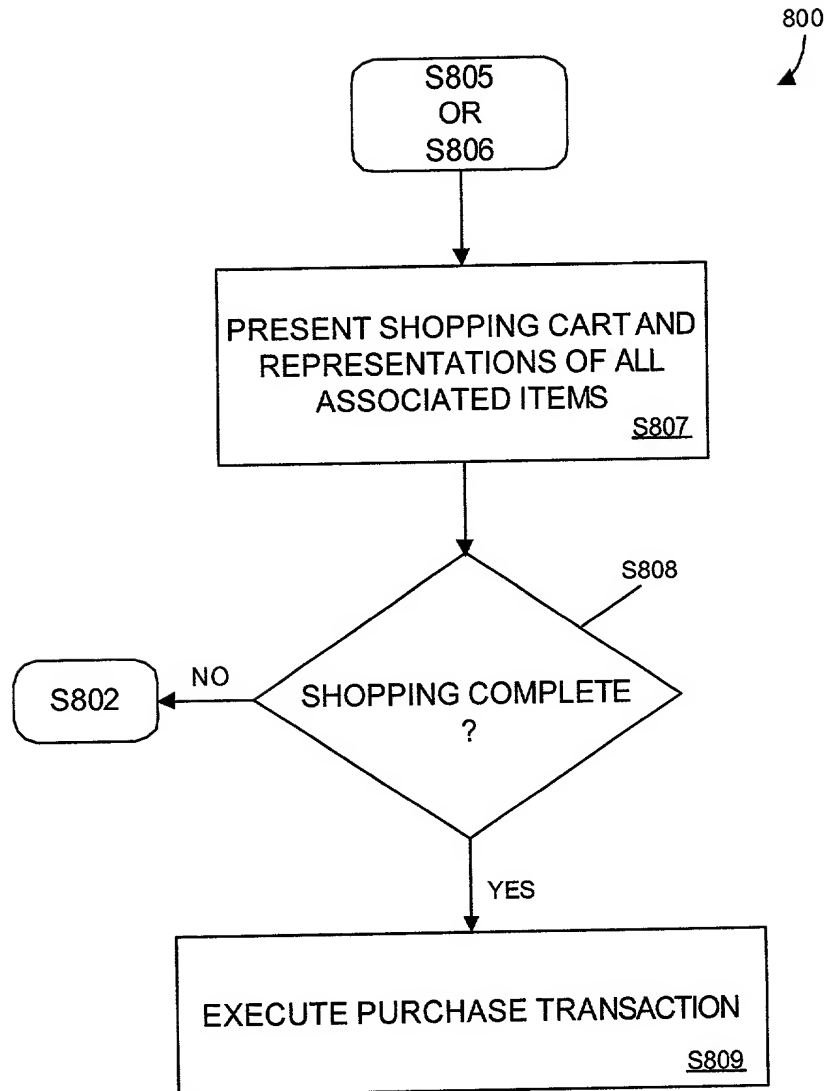 800
S805
OR
S806
PRESENT SHOPPING CART AND
REPRESENTATIONS OF ALL
ASSOCIATED ITEMS
S807
S808
NO
S802
SHOPPING COMPLETE
?
YES
EXECUTE PURCHASE TRANSACTION
S809